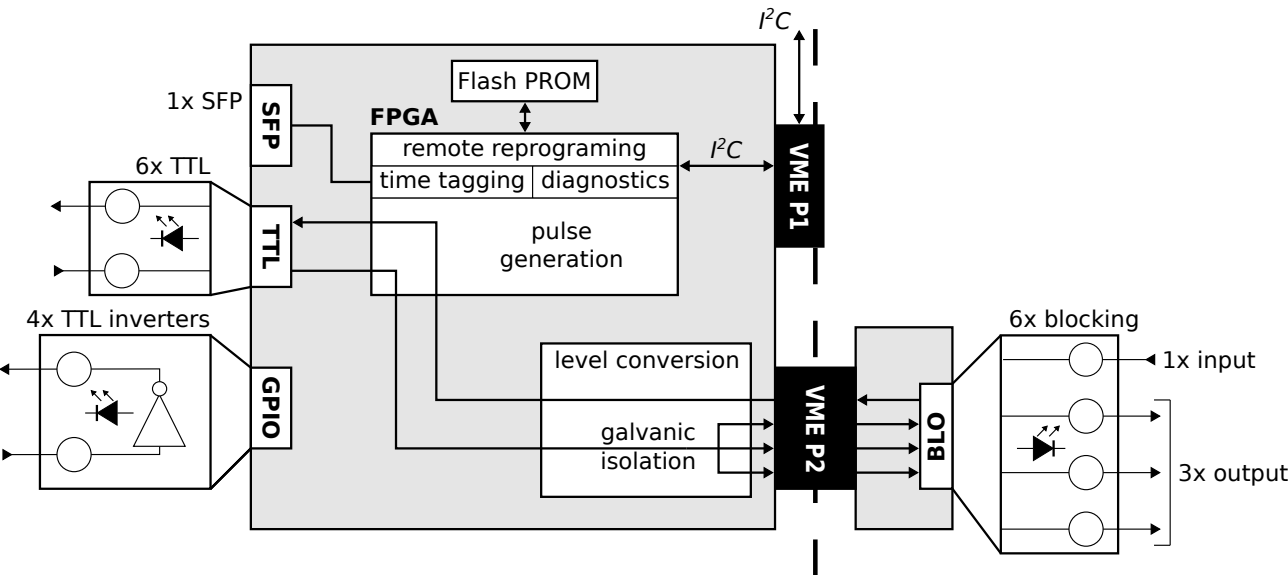 I²C
Flash PROM
1x SFP
SFP
FPGA
remote reprograming
I²C
VME P1
time tagging
diagnostics
6x TTL
TTL
pulse
generation
4x TTL inverters
GPIO
level conversion
galvanic
isolation
VME P2
BLO
6x blocking
1x input
3x output